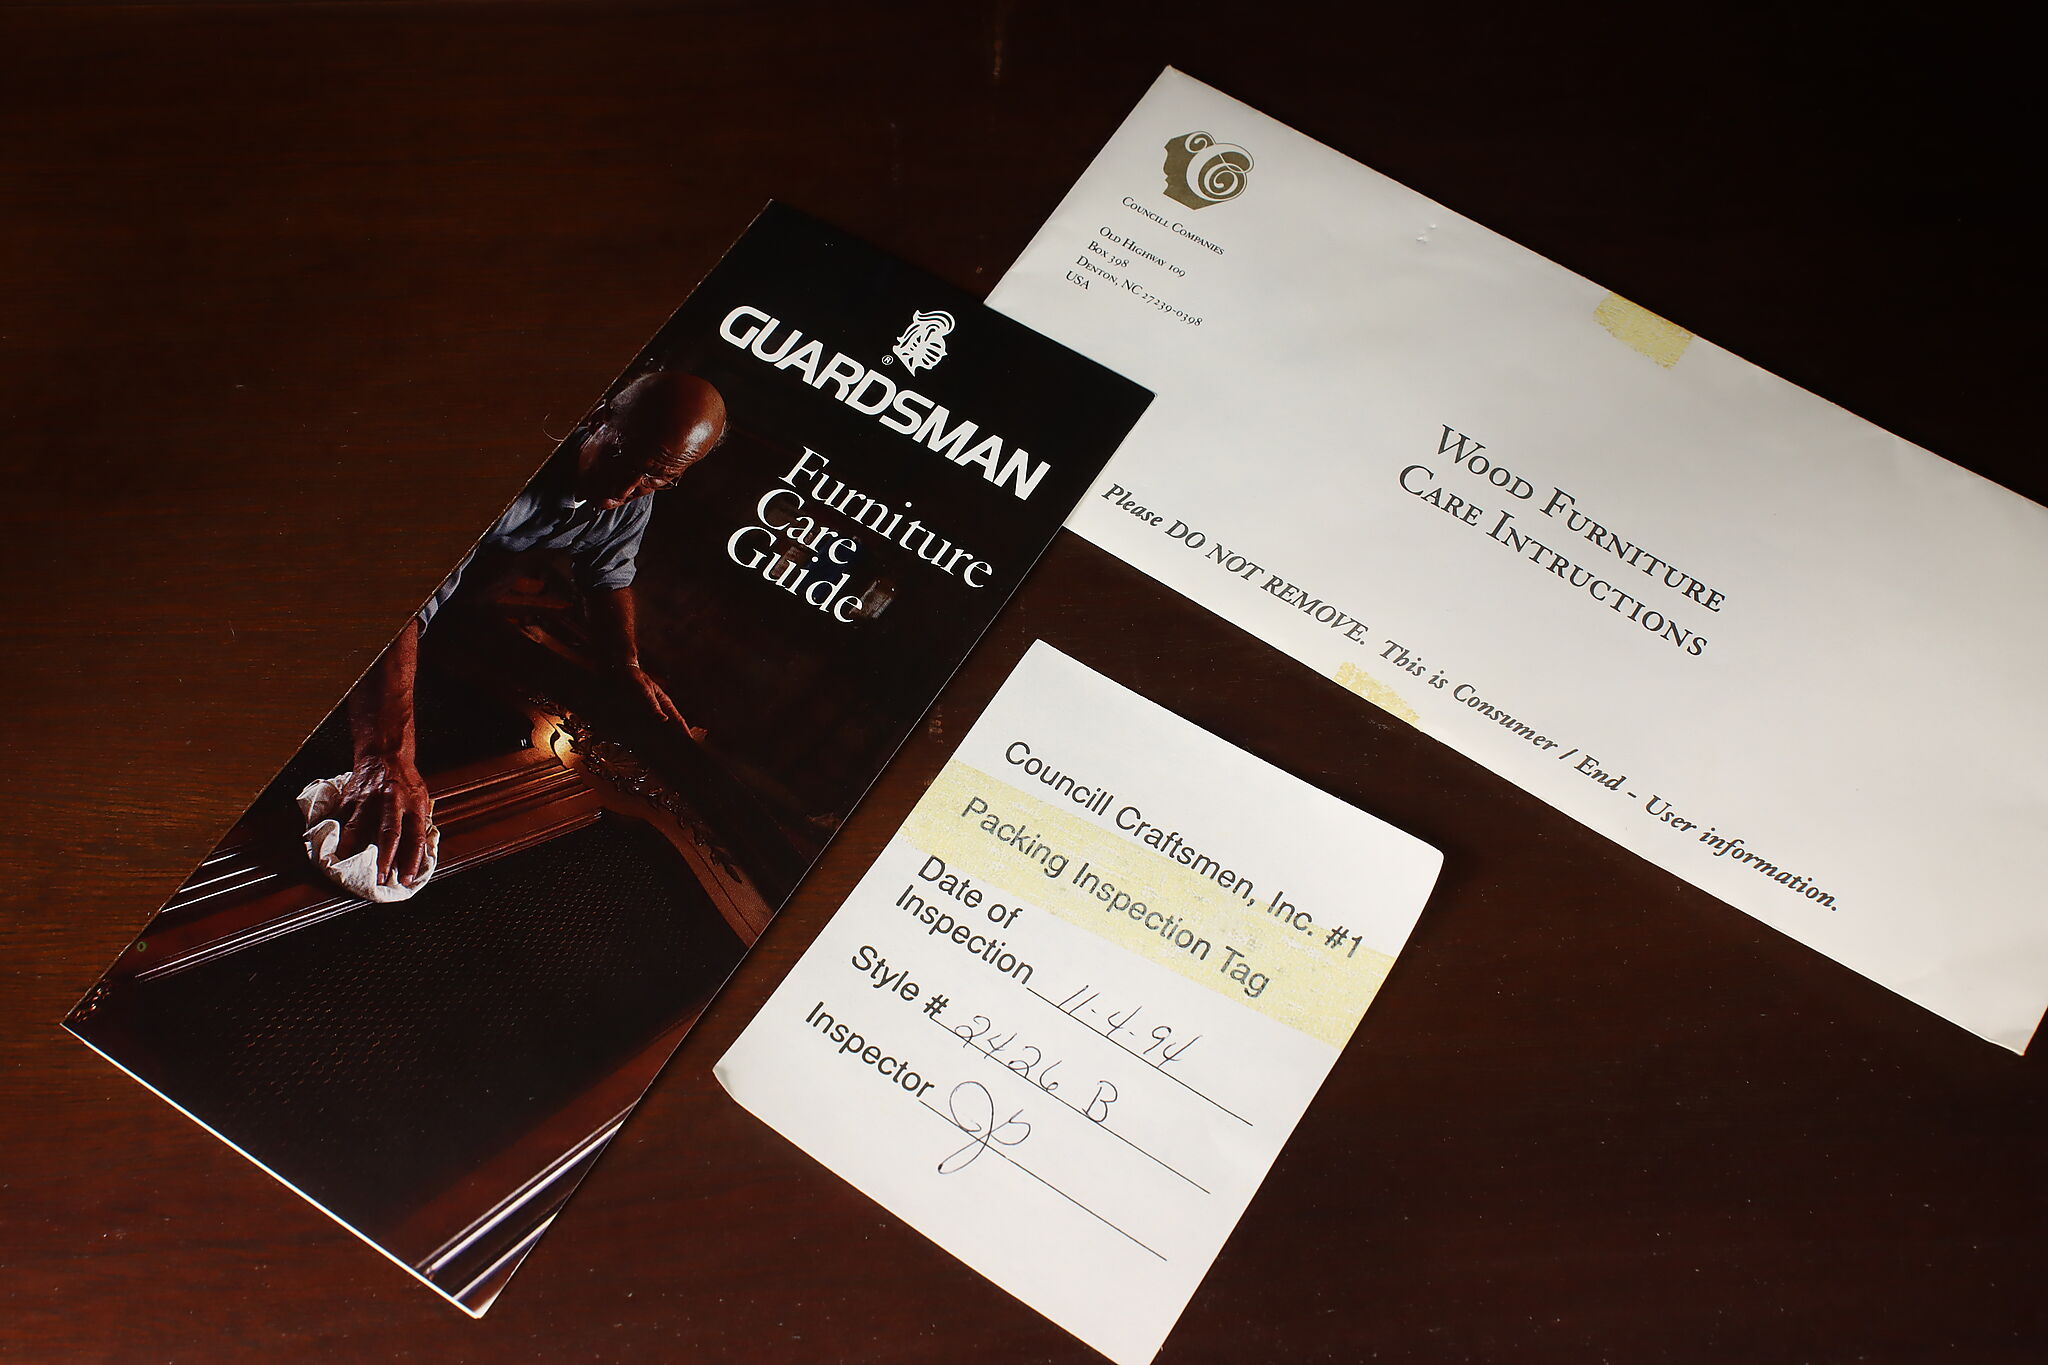 GUARDSMAN
®
Furniture
Care
Guide
Councill Companies
Old Highway 109
Box 398
Denton, NC 27239-0398
USA
Wood Furniture
Care Intructions
Please DO NOT REMOVE. This is Consumer / End - User information.
Councill Craftsmen, Inc. #1
Packing Inspection Tag
Date of
Inspection 11-4-94
Style # 2426 B
Inspector